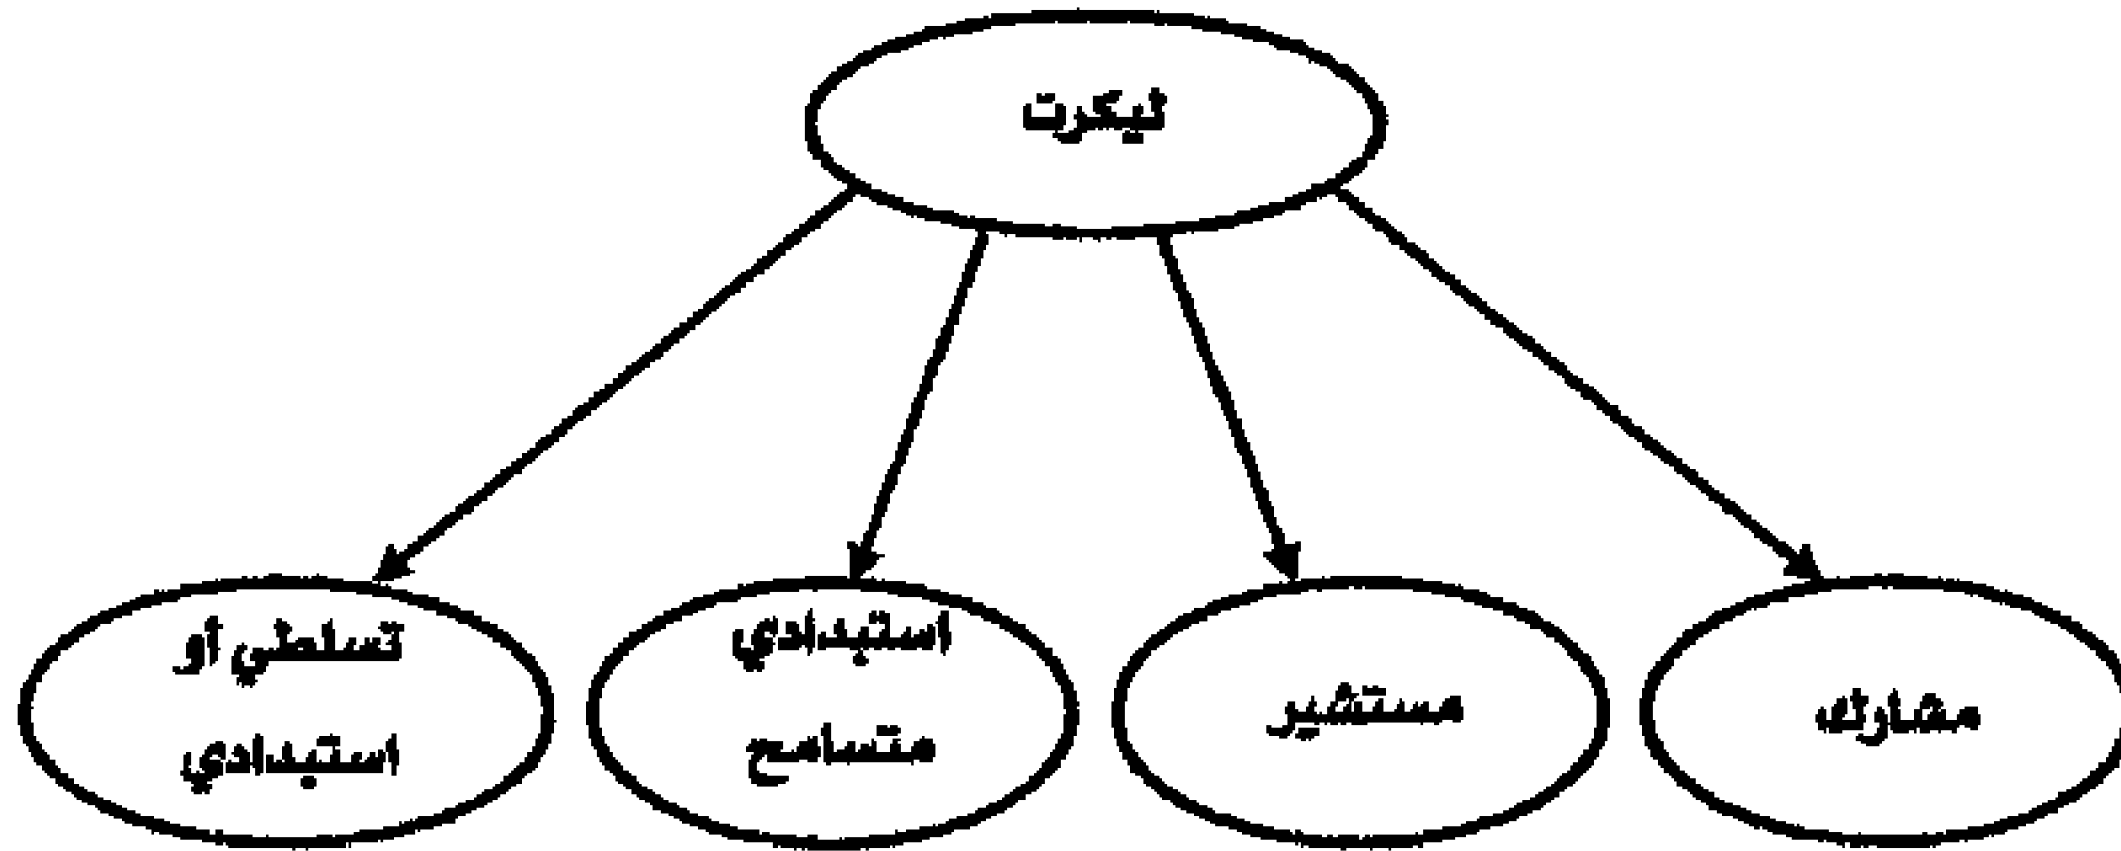 ليكرت
مشارك
مستشير
استبدادي
متسامح
تسلطي أو
استبدادي